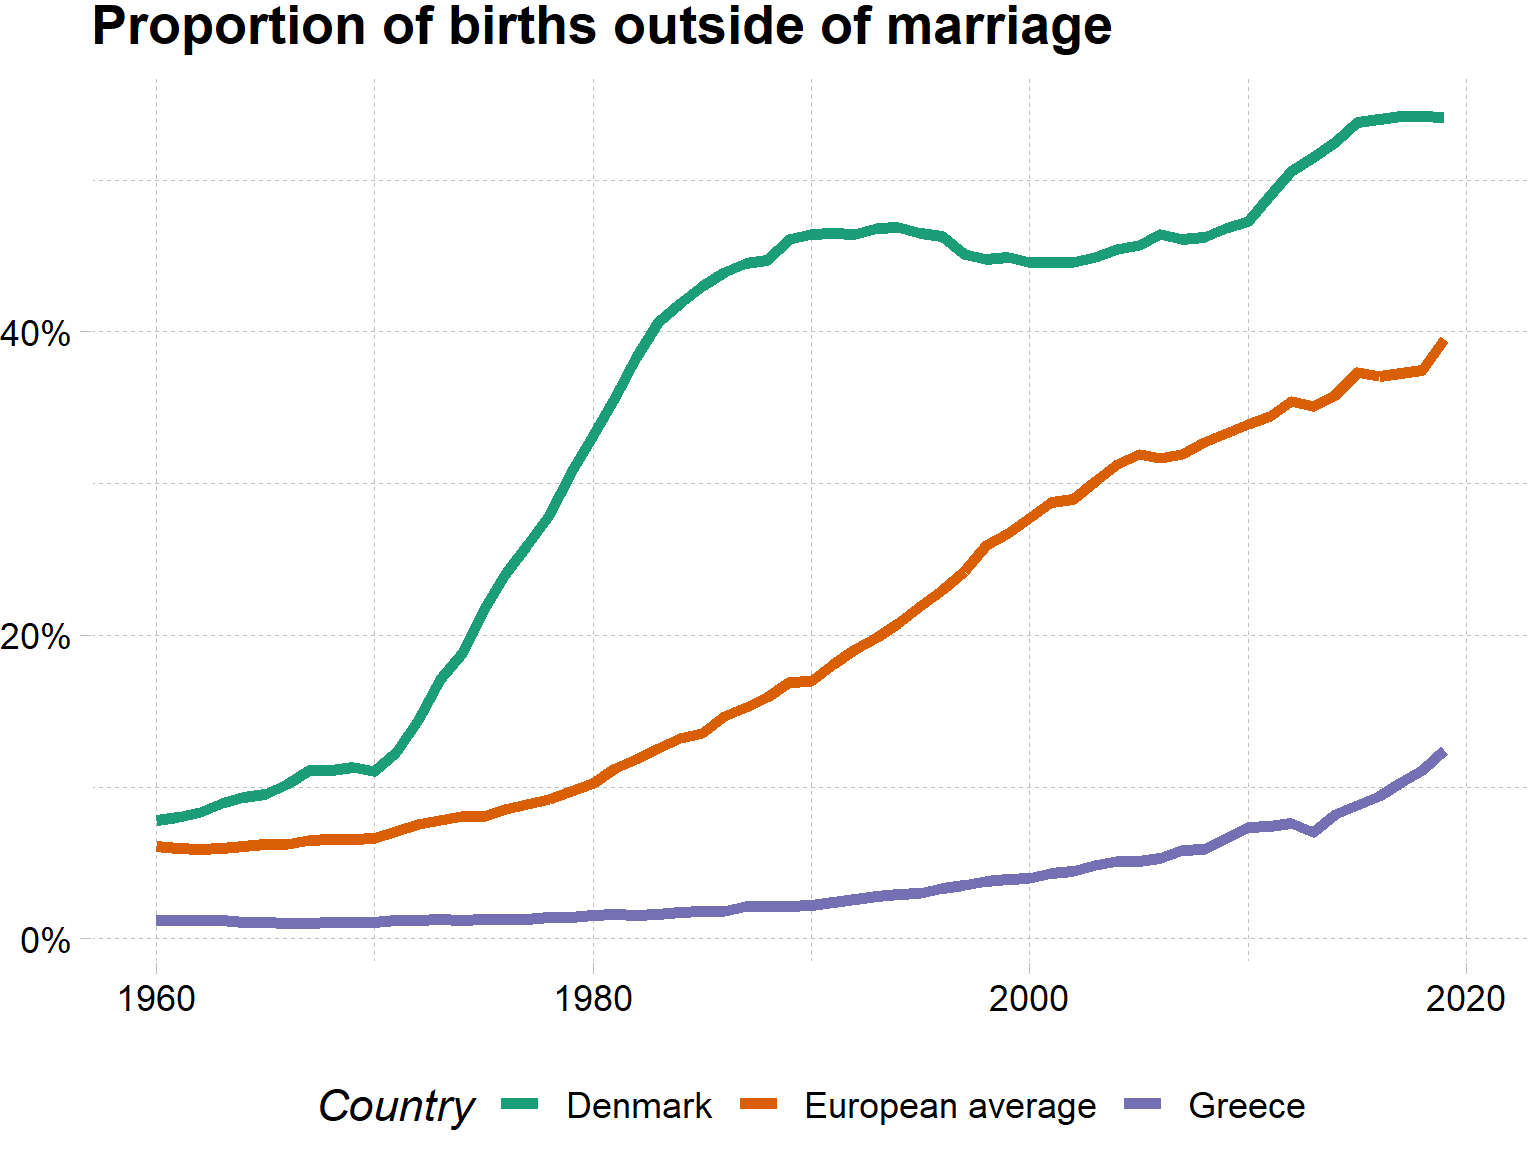 Proportion of births outside of marriage
40%
20%
0%
1960 1980 2000 2020
Country Denmark European average Greece